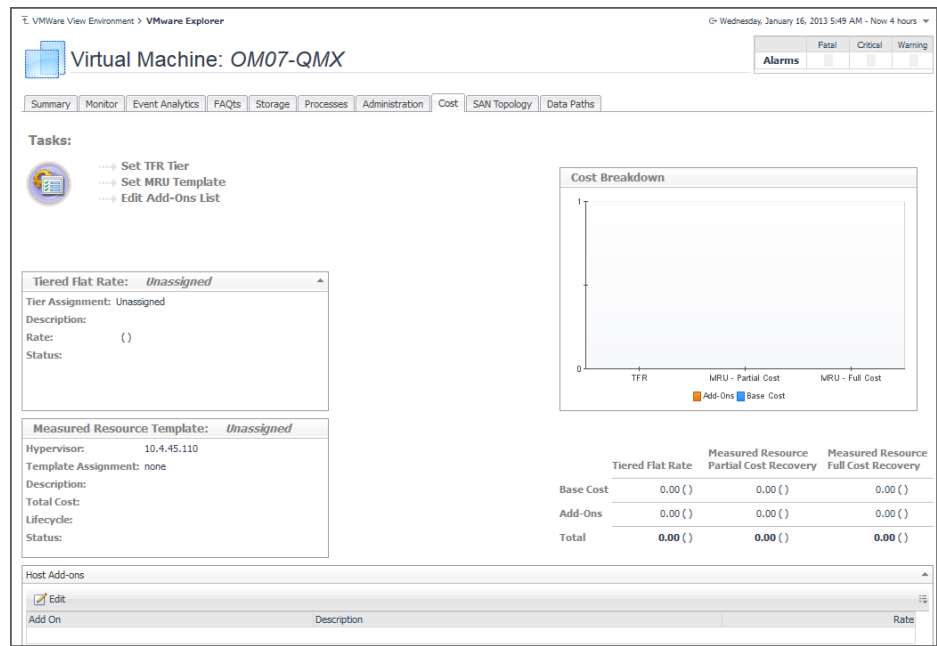 VMWare View Environment > VMware Explorer
Wednesday, January 16, 2013 5:49 AM - Now 4 hours
Virtual Machine: OM07-QMX
Fatal Critical Warning
Alarms
Summary Monitor Event Analytics FAQts Storage Processes Administration Cost SAN Topology Data Paths
Tasks:
Set TFR Tier
Set MRU Template
Edit Add-Ons List
Cost Breakdown
1
0
TFR MRU - Partial Cost MRU - Full Cost
Add-Ons Base Cost
Tiered Flat Rate: Unassigned
Tier Assignment: Unassigned
Description:
Rate: ( )
Status:
Measured Resource Template: Unassigned
Hypervisor: 10.4.45.110
Template Assignment: none
Description:
Total Cost:
Lifecycle:
Status:
Measured Resource Measured Resource
Tiered Flat Rate Partial Cost Recovery Full Cost Recovery
Base Cost 0.00 ( ) 0.00 ( ) 0.00 ( )
Add-Ons 0.00 ( ) 0.00 ( ) 0.00 ( )
Total 0.00 ( ) 0.00 ( ) 0.00 ( )
Host Add-ons
Edit
Add On Description Rate